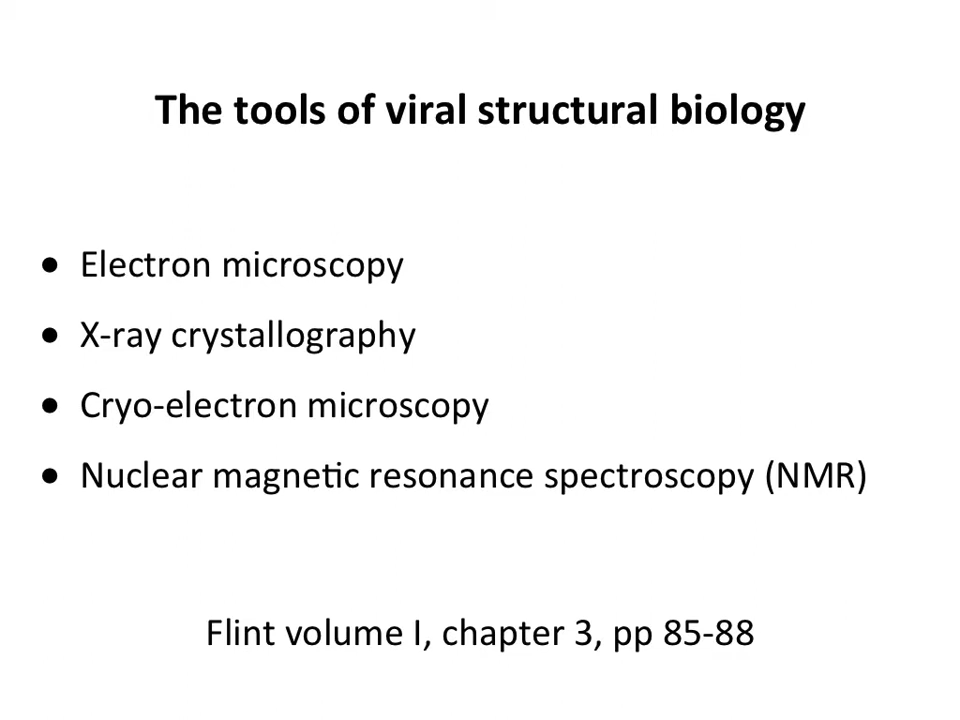 The tools of viral structural biology
• Electron microscopy
• X-ray crystallography
• Cryo-electron microscopy
• Nuclear magnetic resonance spectroscopy (NMR)
Flint volume I, chapter 3, pp 85-88